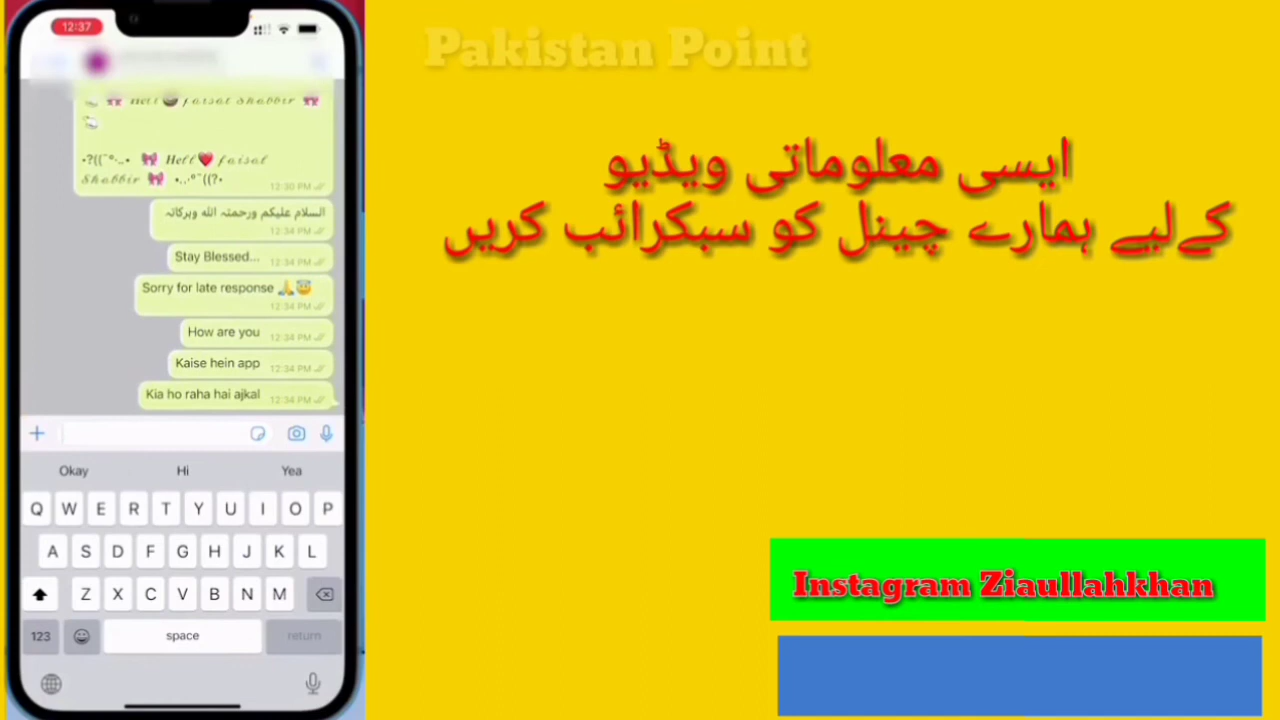 12:37
Pakistan Point
ایسی معلوماتی ویڈیو
کےلیے ہمارے چینل کو سبکرائب کریں
𝐻𝑒𝓁𝓁 𝒻𝒶𝒾𝓈𝒶𝓁 𝒮𝒽𝒶𝒷𝒷𝒾𝓇
𝐻𝑒𝓁𝓁❤️𝒻𝒶𝒾𝓈𝒶𝓁
𝒮𝒽𝒶𝒷𝒷𝒾𝓇
12:30 PM
السلام علیکم ورحمتہ اللہ وبرکاتہ
12:34 PM
Stay Blessed... 12:34 PM
Sorry for late response 🙏😇
12:34 PM
How are you 12:34 PM
Kaise hein app 12:34 PM
Kia ho raha hai ajkal 12:34 PM
Okay Hi Yea
Q W E R T Y U I O P
A S D F G H J K L
Z X C V B N M
123 space return
Instagram Ziaullahkhan